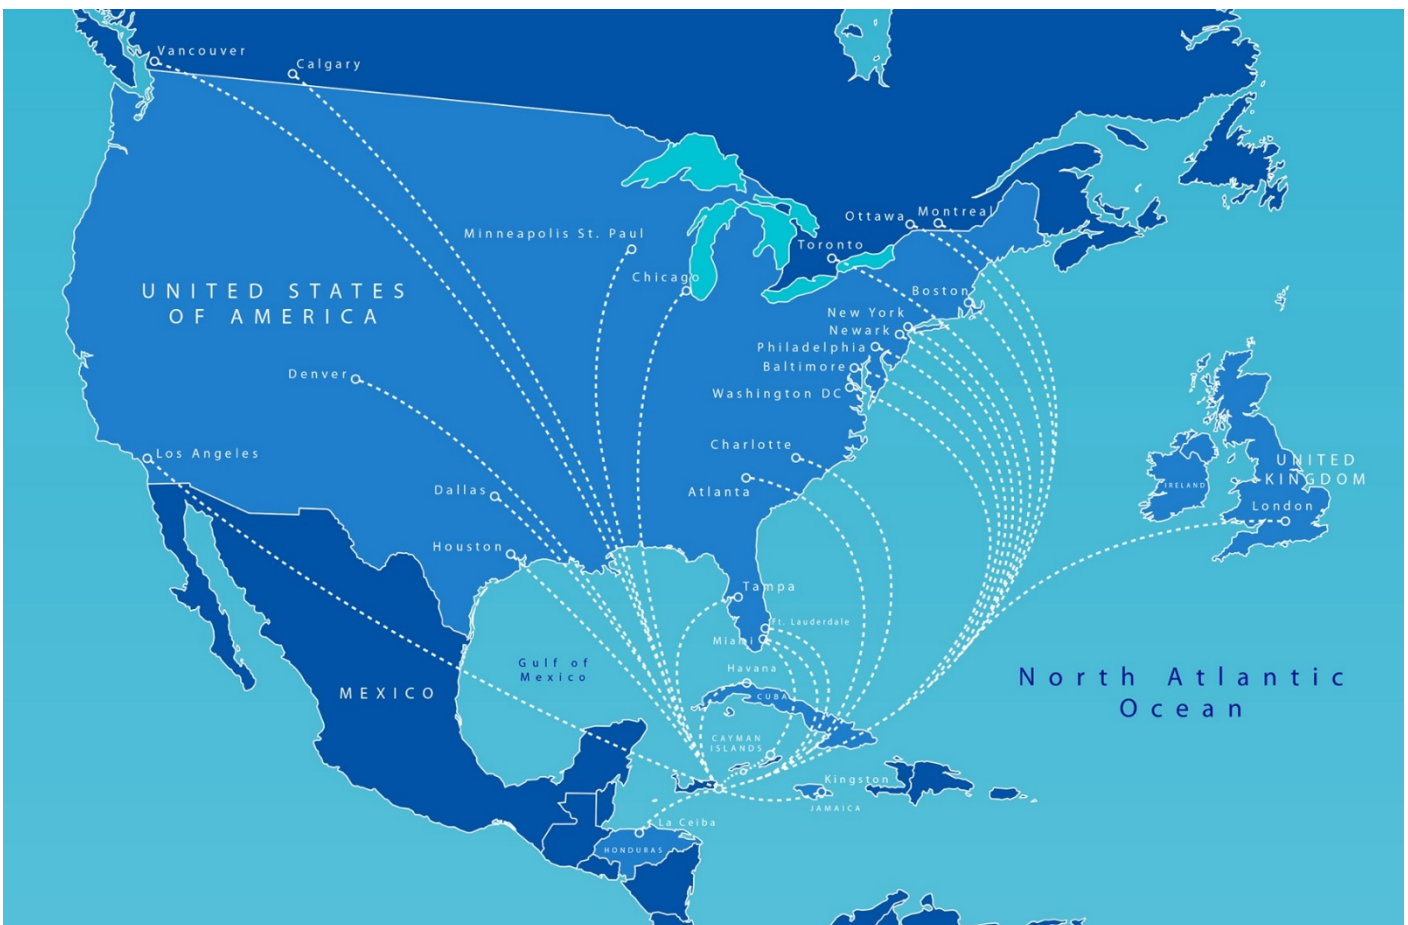 Vancouver
Calgary
Ottawa
Montreal
Minneapolis St. Paul
Toronto
Chicago
UNITED STATES
OF AMERICA
Boston
New York
Newark
Philadelphia
Baltimore
Denver
Washington DC
Charlotte
Los Angeles
UNITED
KINGDOM
IRELAND
Dallas
Atlanta
London
Houston
Tampa
Ft. Lauderdale
Miami
Gulf of
Mexico
Havana
North Atlantic
Ocean
MEXICO
CUBA
CAYMAN
ISLANDS
Kingston
JAMAICA
La Ceiba
HONDURAS